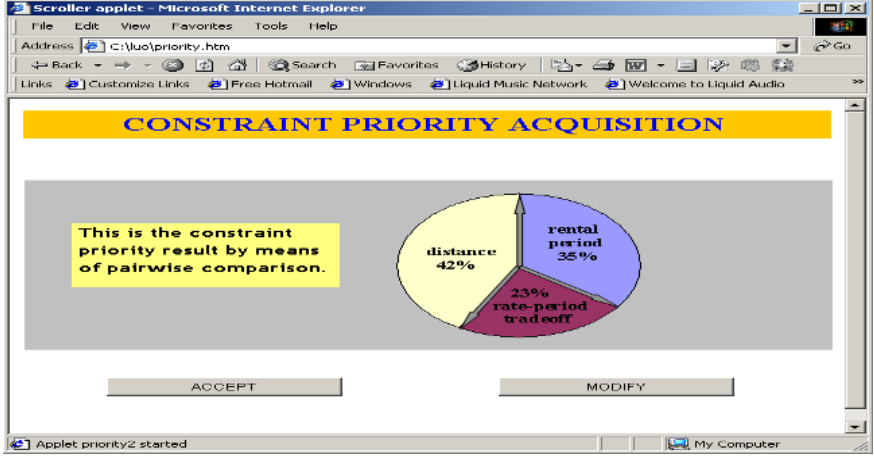 Scroller applet - Microsoft Internet Explorer
File Edit View Favorites Tools Help
Address C:\luo\priority.htm Go
Back Search Favorites History
Links Customize Links Free Hotmail Windows Liquid Music Network Welcome to Liquid Audio »
CONSTRAINT PRIORITY ACQUISITION
This is the constraint
priority result by means
of pairwise comparison.
distance
42%
rental
period
35%
23%
rate-period
tradeoff
ACCEPT MODIFY
Applet priority2 started My Computer